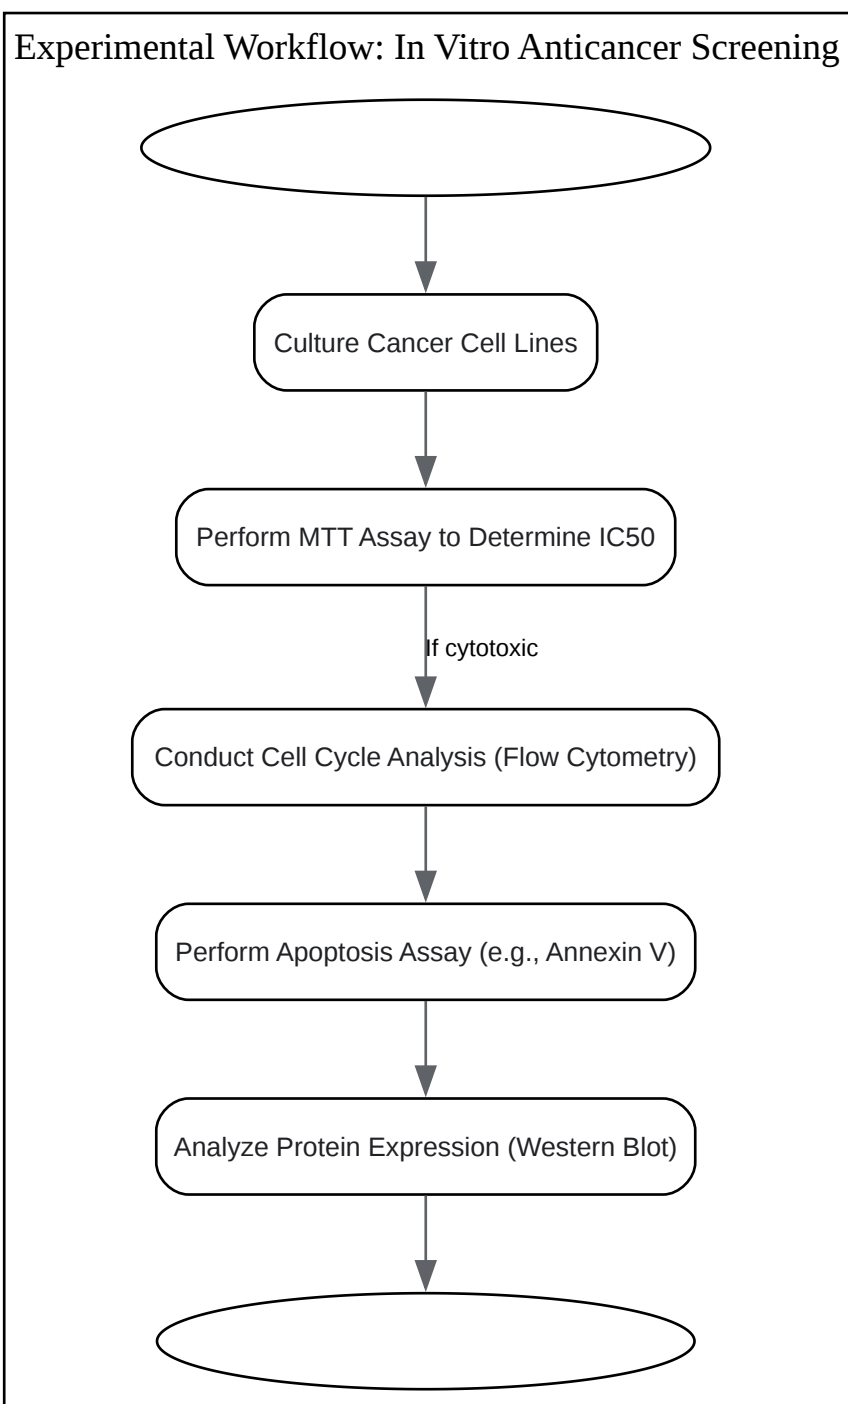 Experimental Workflow: In Vitro Anticancer Screening
Culture Cancer Cell Lines
Perform MTT Assay to Determine IC50
If cytotoxic
Conduct Cell Cycle Analysis (Flow Cytometry)
Perform Apoptosis Assay (e.g., Annexin V)
Analyze Protein Expression (Western Blot)